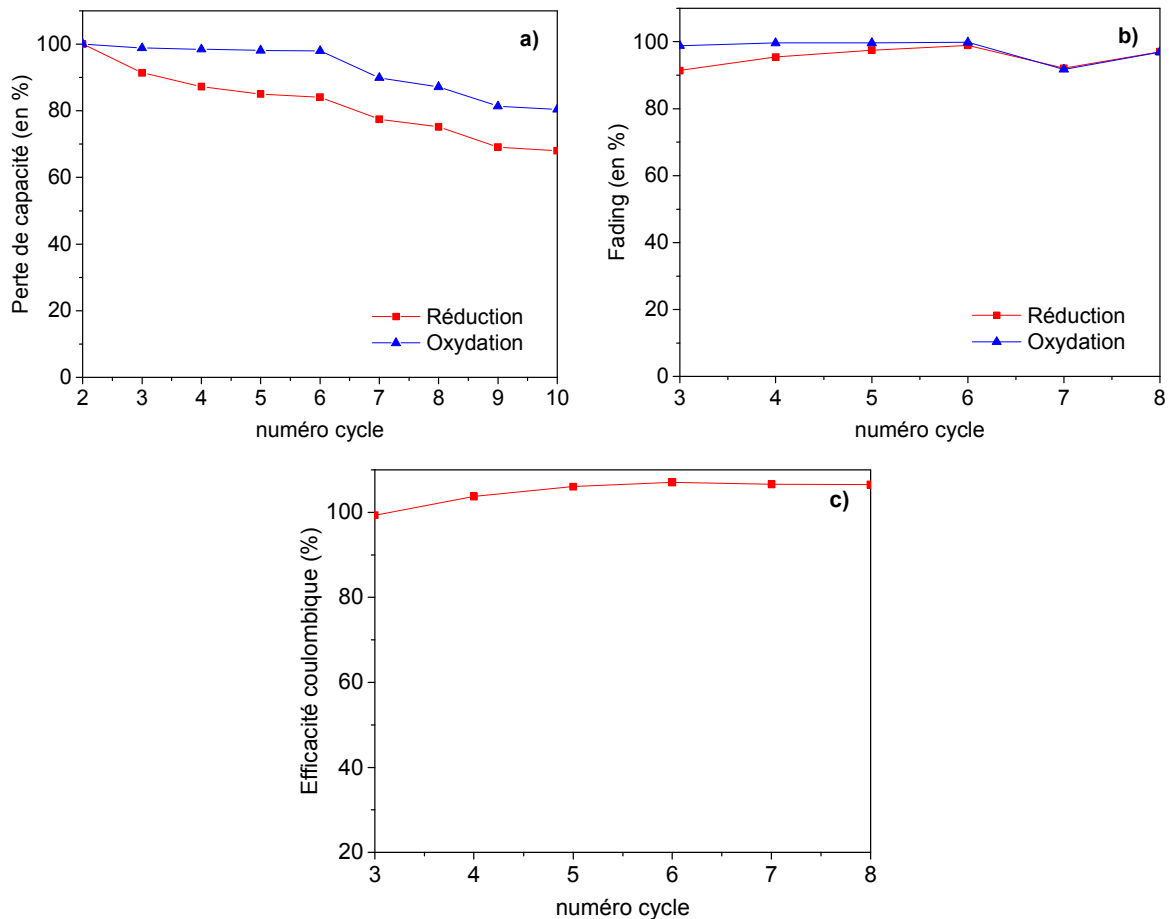 a)
Perte de capacité (en %)
100
80
60
40
20
0
Réduction
Oxydation
2 3 4 5 6 7 8 9 10
numéro cycle
b)
Fading (en %)
100
80
60
40
20
0
Réduction
Oxydation
3 4 5 6 7 8
numéro cycle
c)
Efficacité coulombique (%)
100
80
60
40
20
3 4 5 6 7 8
numéro cycle